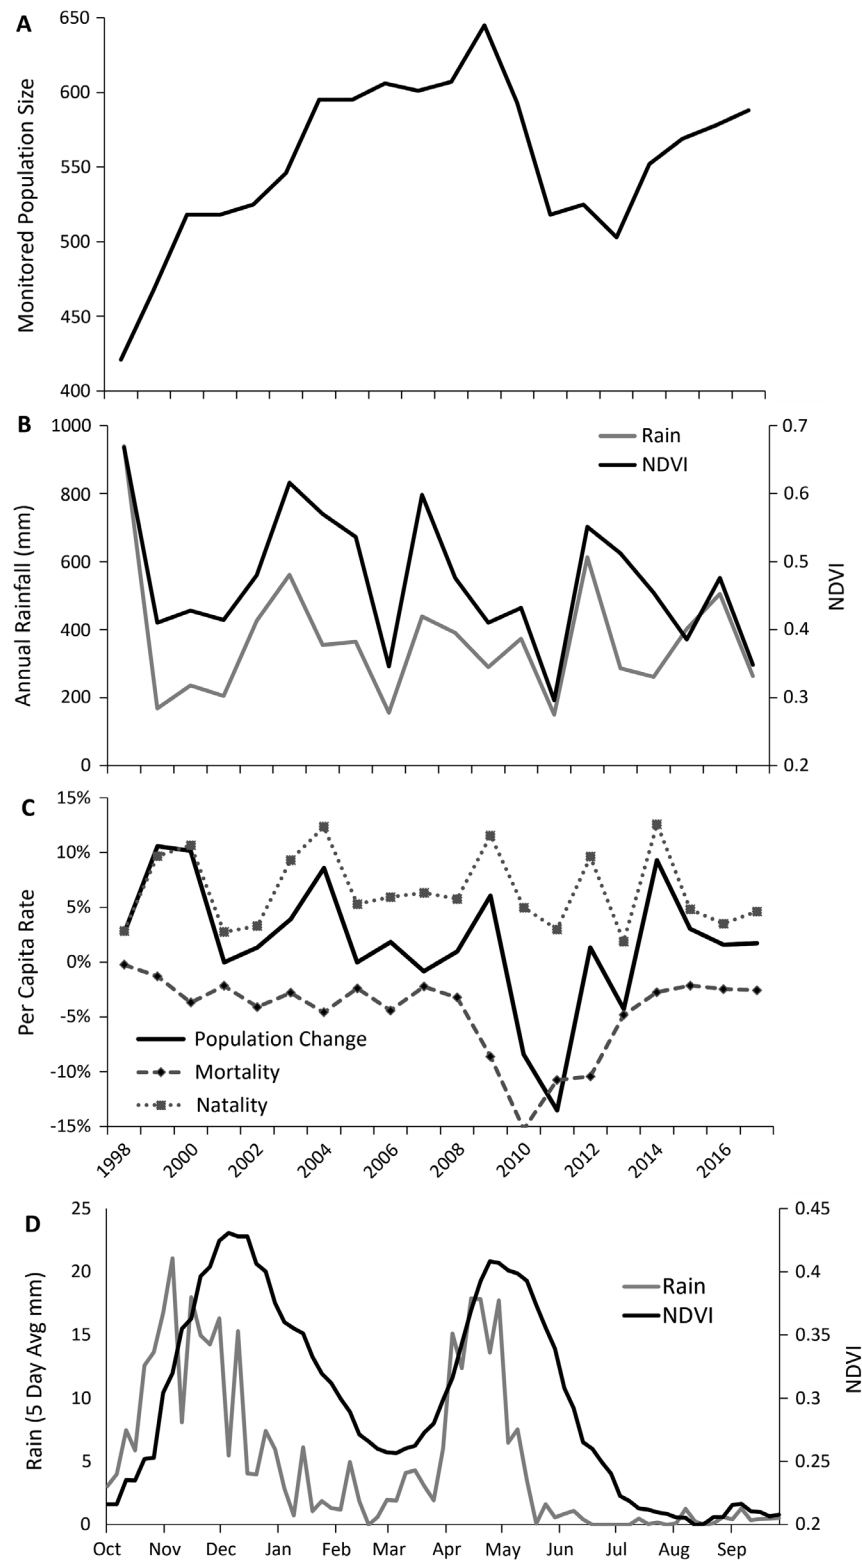 A
Monitored Population Size
650
600
550
500
450
400
B
Annual Rainfall (mm)
1000
800
600
400
200
0
Rain
NDVI
0.7
0.6
0.5
0.4
0.3
0.2
NDVI
C
Per Capita Rate
15%
10%
5%
0%
-5%
-10%
-15%
Population Change
Mortality
Natality
1998 2000 2002 2004 2006 2008 2010 2012 2014 2016
D
Rain (5 Day Avg mm)
25
20
15
10
5
0
Rain
NDVI
0.45
0.4
0.35
0.3
0.25
0.2
NDVI
Oct Nov Dec Jan Feb Mar Apr May Jun Jul Aug Sep